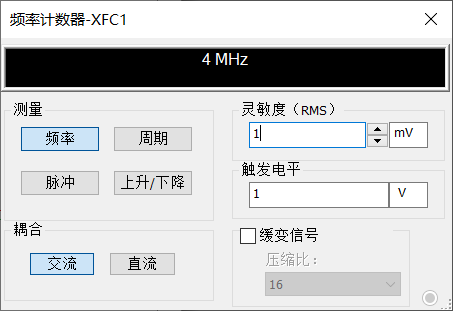 频率计数器-XFC1
4 MHz
测量
频率
周期
脉冲
上升/下降
耦合
交流
直流
灵敏度（RMS）
1
mV
触发电平
1
V
缓变信号
压缩比：
16